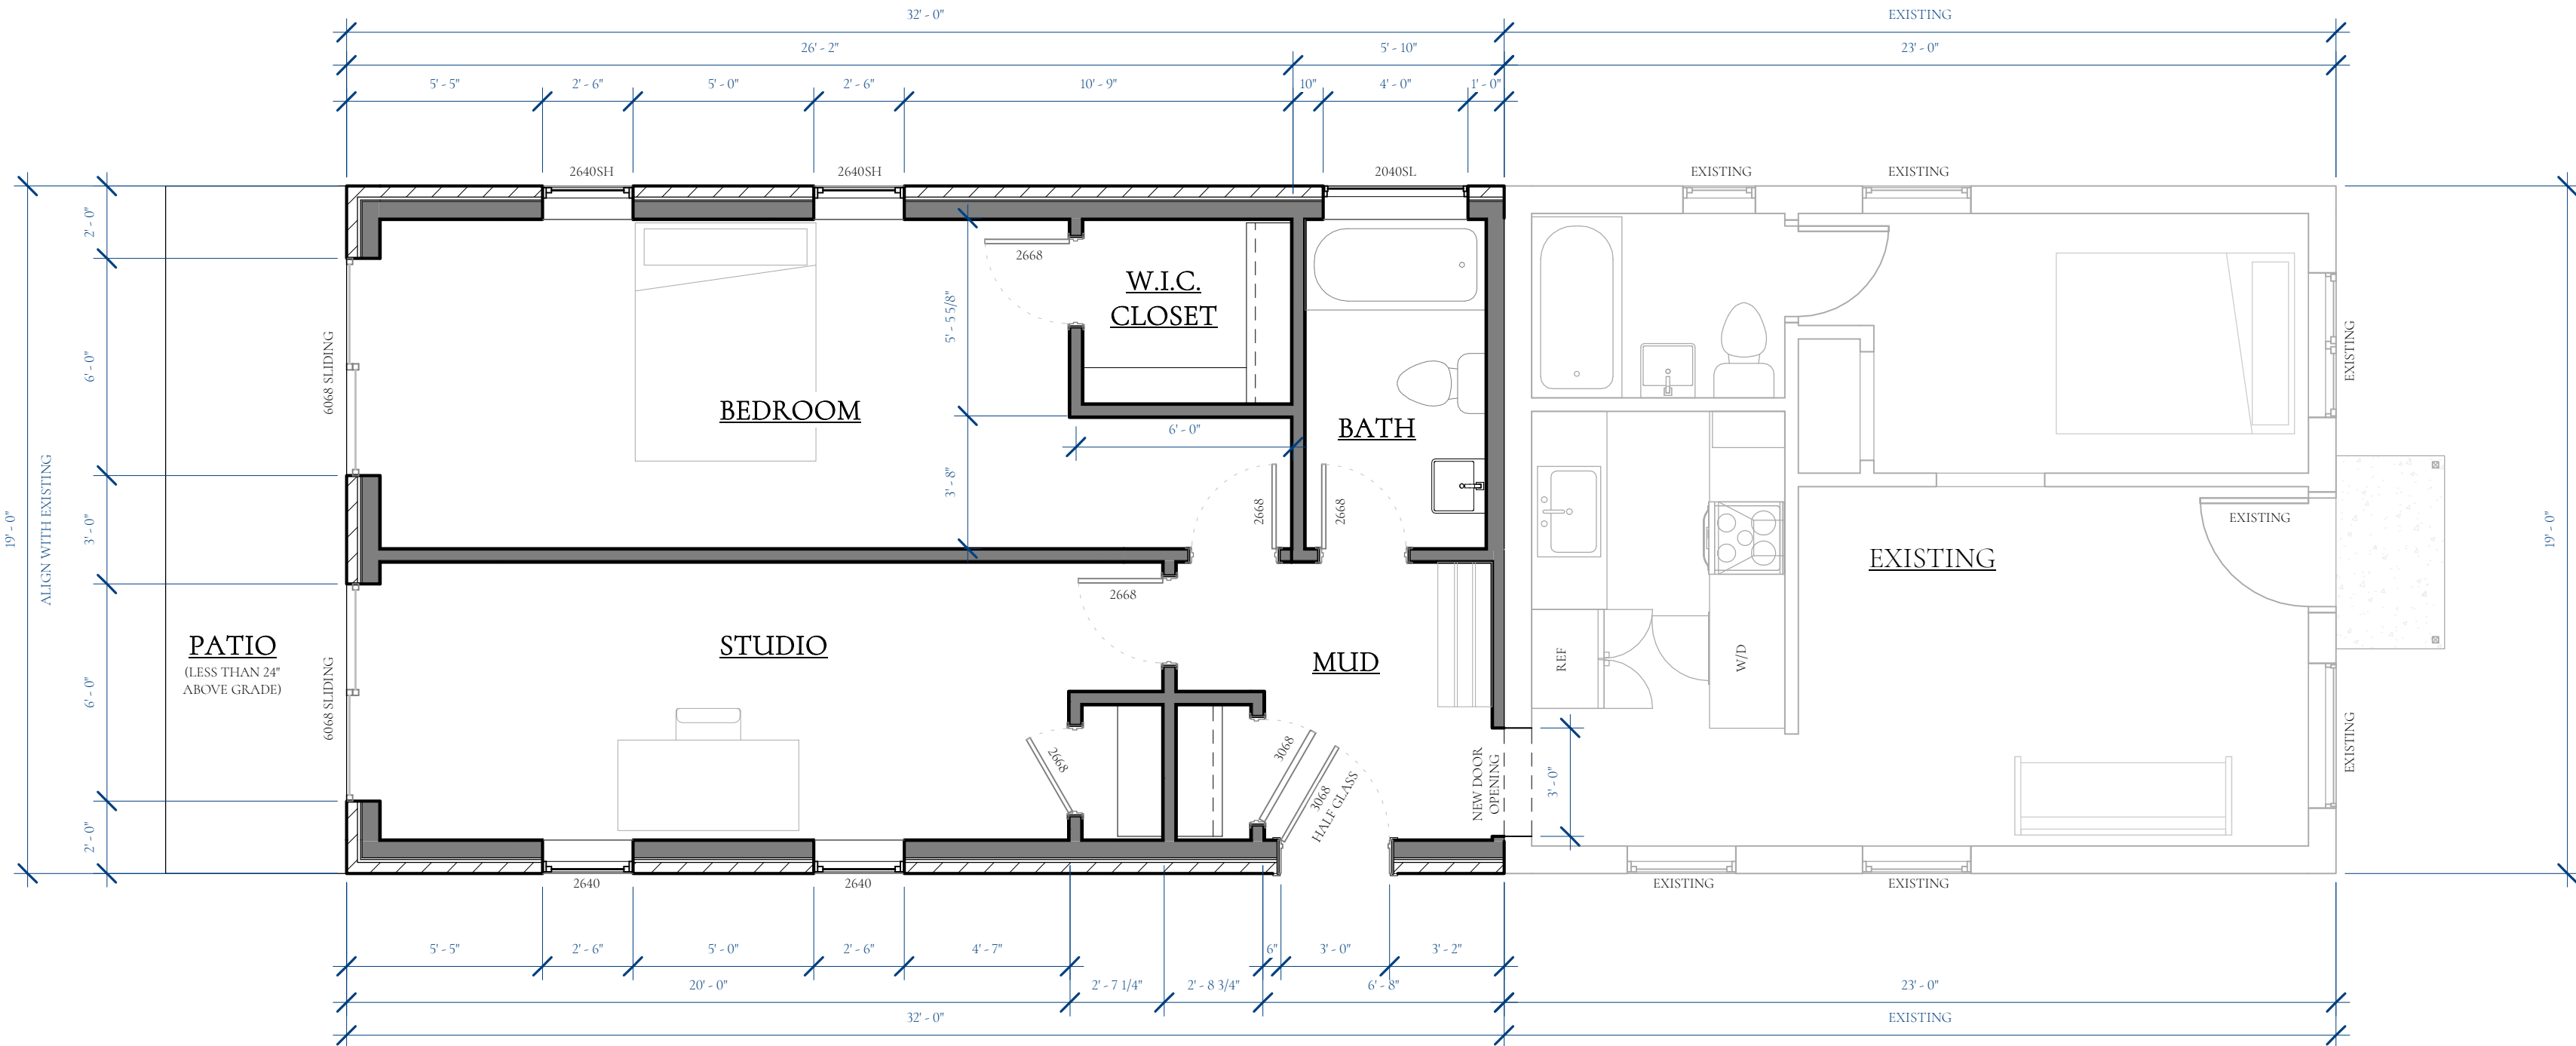 32' - 0"
EXISTING
26' - 2"
5' - 10"
23' - 0"
5' - 5"
2' - 6"
5' - 0"
2' - 6"
10' - 9"
10"
4' - 0"
1' - 0"
2640SH
2640SH
2040SL
EXISTING
EXISTING
2' - 0"
6' - 0"
3' - 0"
6' - 0"
2' - 0"
19' - 0"
ALIGN WITH EXISTING
6068 SLIDING
6068 SLIDING
2668
W.I.C.
CLOSET
5' - 5 5/8"
BEDROOM
BATH
6' - 0"
3' - 8"
2668
2668
EXISTING
EXISTING
EXISTING
19' - 0"
2668
PATIO
(LESS THAN 24"
ABOVE GRADE)
STUDIO
MUD
REF
W/D
2668
3068
3068
HALF GLASS
NEW DOOR
OPENING
3' - 0"
EXISTING
2640
2640
EXISTING
EXISTING
5' - 5"
2' - 6"
5' - 0"
2' - 6"
4' - 7"
6"
3' - 0"
3' - 2"
20' - 0"
2' - 7 1/4"
2' - 8 3/4"
6' - 8"
23' - 0"
32' - 0"
EXISTING